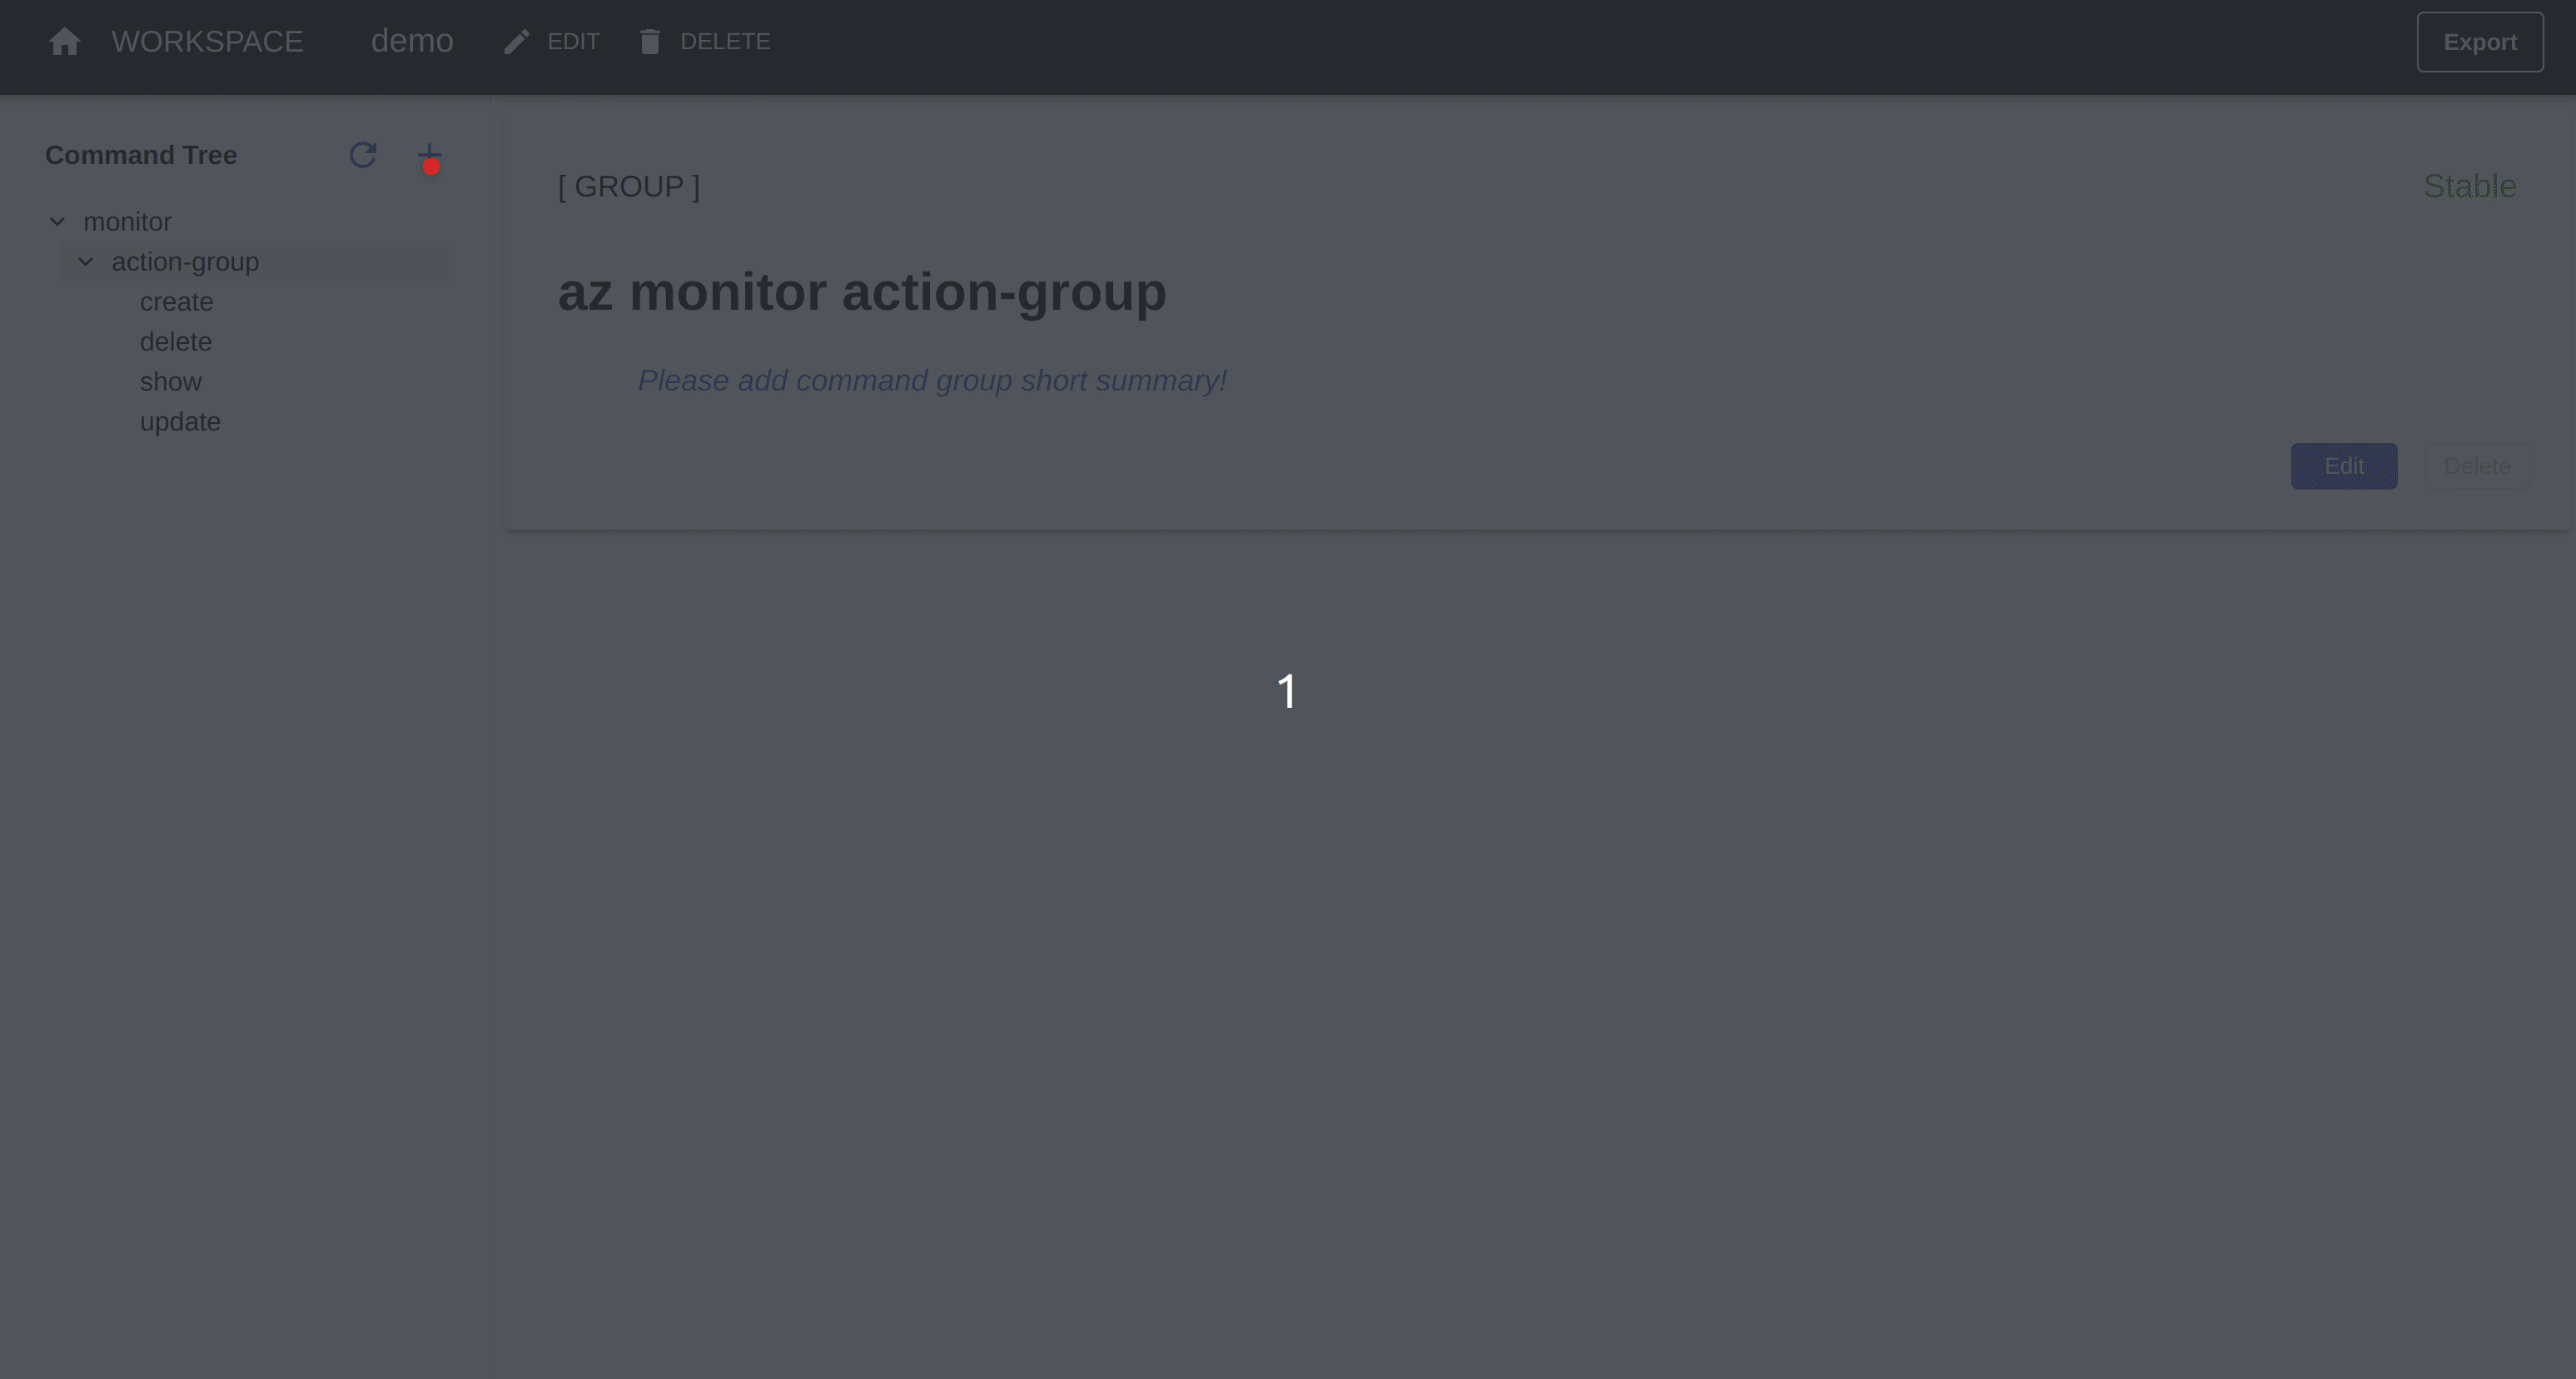 WORKSPACE demo EDIT DELETE Export
Command Tree
monitor
action-group
create
delete
show
update
[ GROUP ] Stable
az monitor action-group
Please add command group short summary!
Edit Delete
1